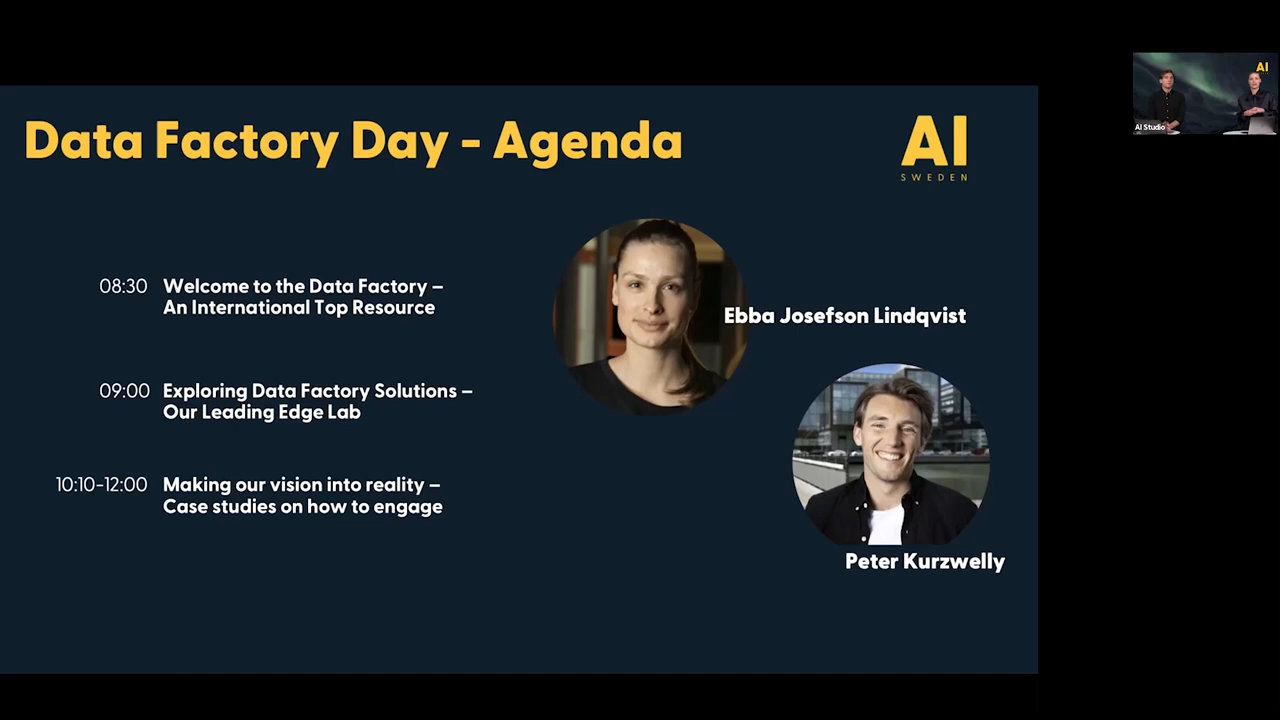 Data Factory Day - Agenda
AI
SWEDEN
08:30 Welcome to the Data Factory –
An International Top Resource
Ebba Josefson Lindqvist
09:00 Exploring Data Factory Solutions –
Our Leading Edge Lab
10:10-12:00 Making our vision into reality –
Case studies on how to engage
Peter Kurzwelly
AI
AI Studio